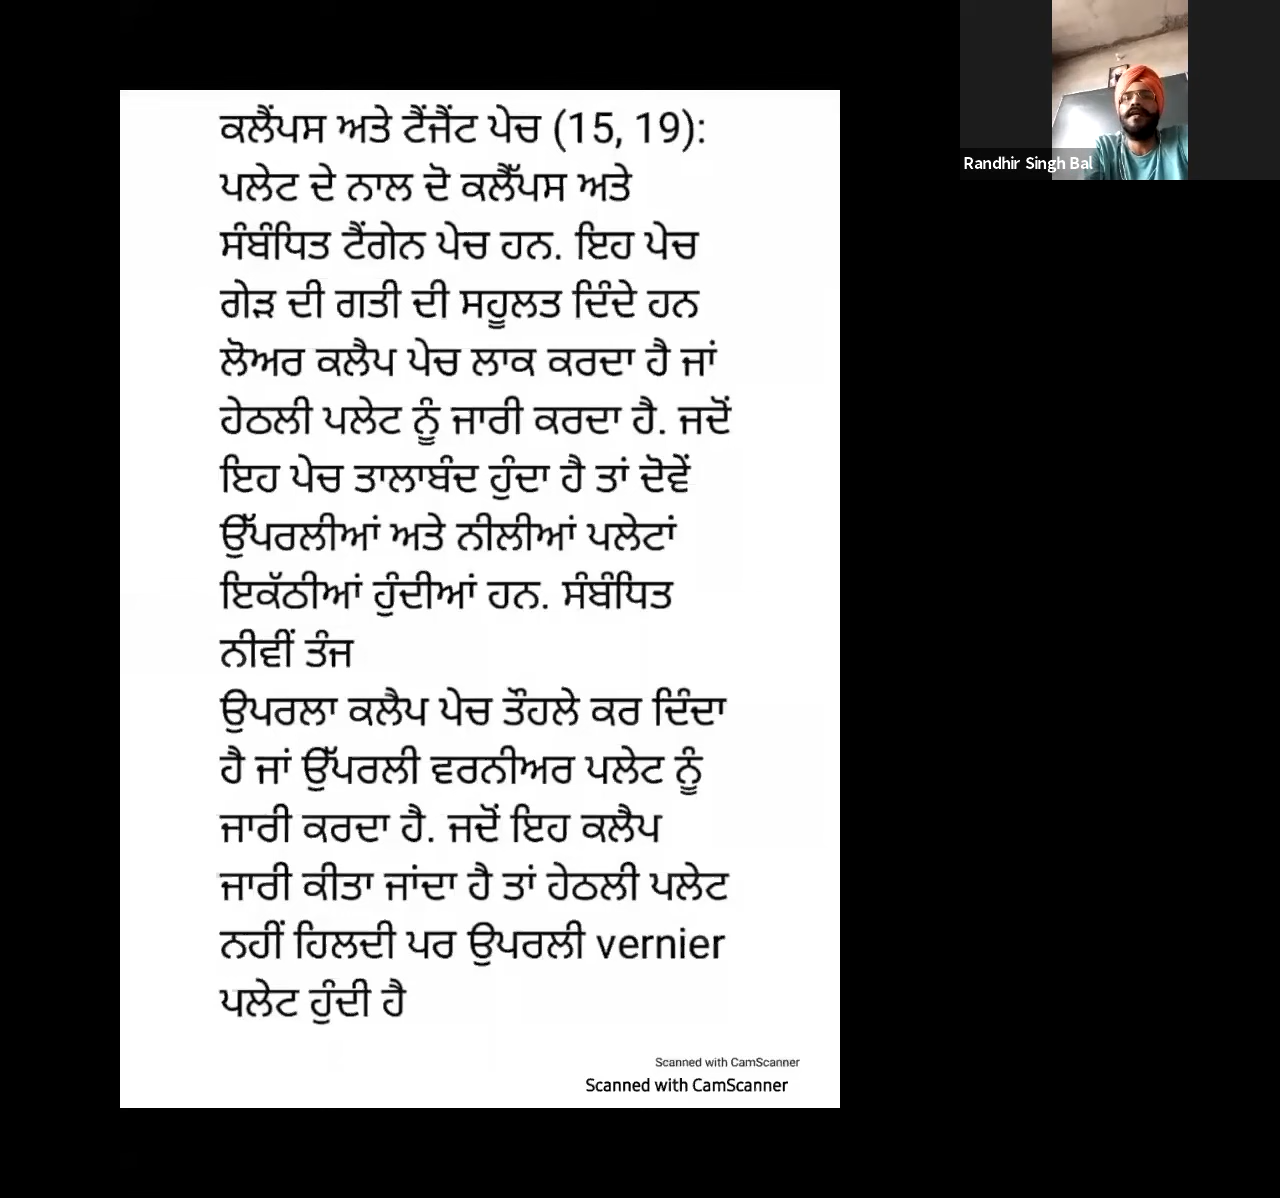 ਕਲੈਂਪਸ ਅਤੇ ਟੈਂਜੈਂਟ ਪੇਚ (15, 19):
ਪਲੇਟ ਦੇ ਨਾਲ ਦੋ ਕਲੈੱਪਸ ਅਤੇ
ਸੰਬੰਧਿਤ ਟੈਂਗੇਨ ਪੇਚ ਹਨ. ਇਹ ਪੇਚ
ਗੇੜ ਦੀ ਗਤੀ ਦੀ ਸਹੂਲਤ ਦਿੰਦੇ ਹਨ
ਲੋਅਰ ਕਲੈਪ ਪੇਚ ਲਾਕ ਕਰਦਾ ਹੈ ਜਾਂ
ਹੇਠਲੀ ਪਲੇਟ ਨੂੰ ਜਾਰੀ ਕਰਦਾ ਹੈ. ਜਦੋਂ
ਇਹ ਪੇਚ ਤਾਲਾਬੰਦ ਹੁੰਦਾ ਹੈ ਤਾਂ ਦੋਵੇਂ
ਉੱਪਰਲੀਆਂ ਅਤੇ ਨੀਲੀਆਂ ਪਲੇਟਾਂ
ਇਕੱਠੀਆਂ ਹੁੰਦੀਆਂ ਹਨ. ਸੰਬੰਧਿਤ
ਨੀਵੀਂ ਤੰਜ
ਉਪਰਲਾ ਕਲੈਪ ਪੇਚ ਤੌਹਲੇ ਕਰ ਦਿੰਦਾ
ਹੈ ਜਾਂ ਉੱਪਰਲੀ ਵਰਨੀਅਰ ਪਲੇਟ ਨੂੰ
ਜਾਰੀ ਕਰਦਾ ਹੈ. ਜਦੋਂ ਇਹ ਕਲੈਪ
ਜਾਰੀ ਕੀਤਾ ਜਾਂਦਾ ਹੈ ਤਾਂ ਹੇਠਲੀ ਪਲੇਟ
ਨਹੀਂ ਹਿਲਦੀ ਪਰ ਉਪਰਲੀ vernier
ਪਲੇਟ ਹੁੰਦੀ ਹੈ
Scanned with CamScanner
Scanned with CamScanner
Randhir Singh Bal